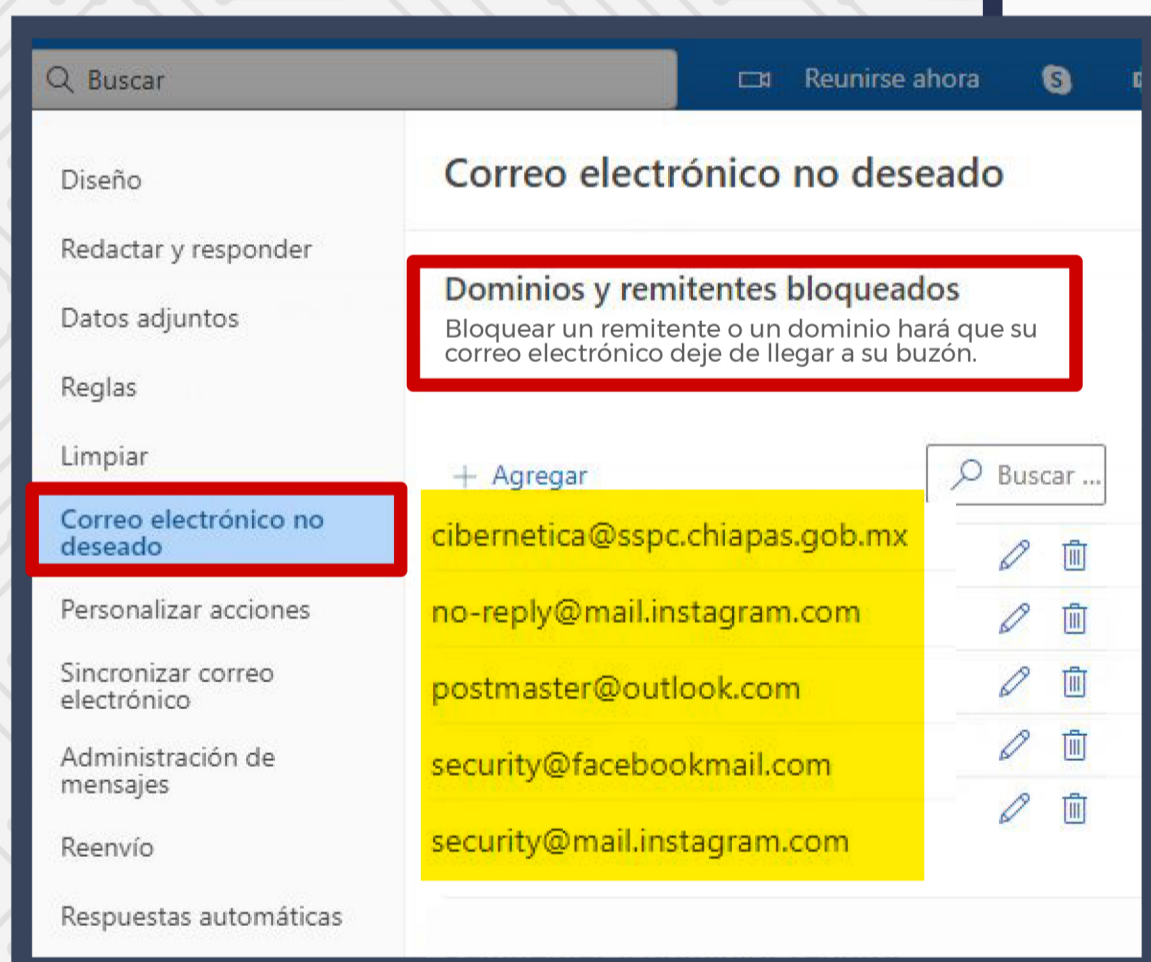 Buscar
Reunirse ahora
Diseño
Redactar y responder
Datos adjuntos
Reglas
Limpiar
Correo electrónico no
deseado
Personalizar acciones
Sincronizar correo
electrónico
Administración de
mensajes
Reenvío
Respuestas automáticas
Correo electrónico no deseado
Dominios y remitentes bloqueados
Bloquear un remitente o un dominio hará que su
correo electrónico deje de llegar a su buzón.
+ Agregar
Buscar ...
cibernetica@sspc.chiapas.gob.mx
no-reply@mail.instagram.com
postmaster@outlook.com
security@facebookmail.com
security@mail.instagram.com